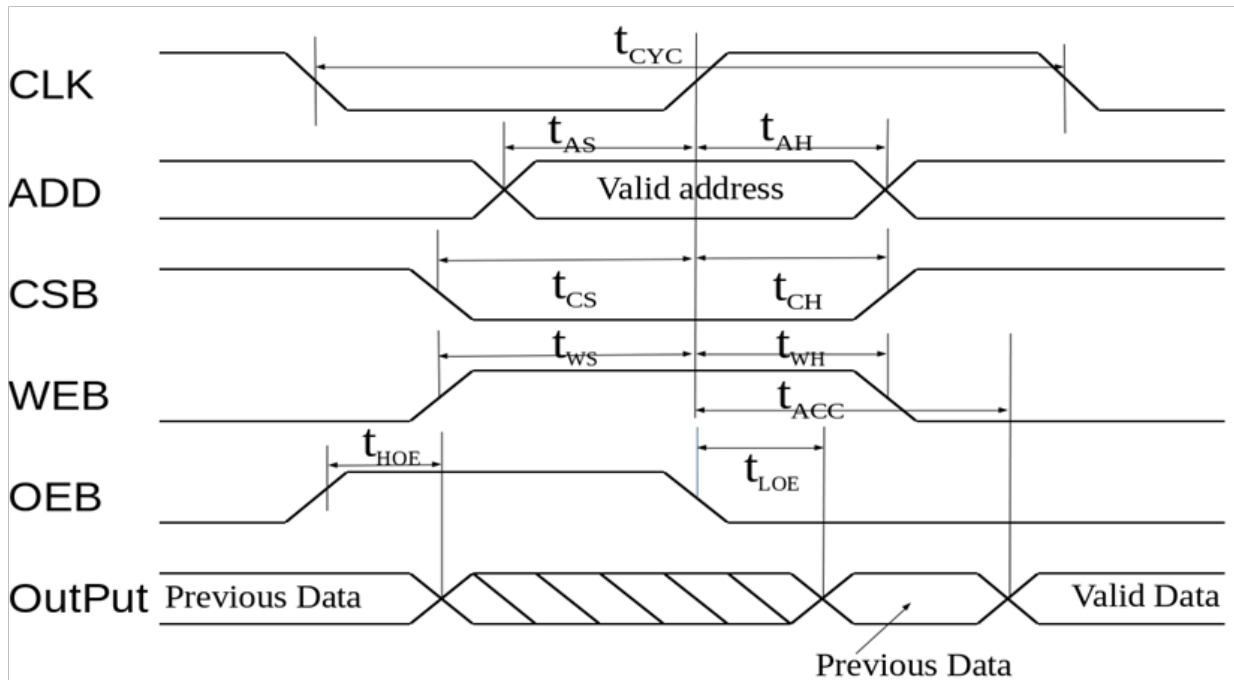 tCYC
CLK
tAS
tAH
ADD
Valid address
CSB
tCS
tCH
tWS
tWH
WEB
tACC
tHOE
OEB
tLOE
OutPut
Previous Data
Valid Data
Previous Data